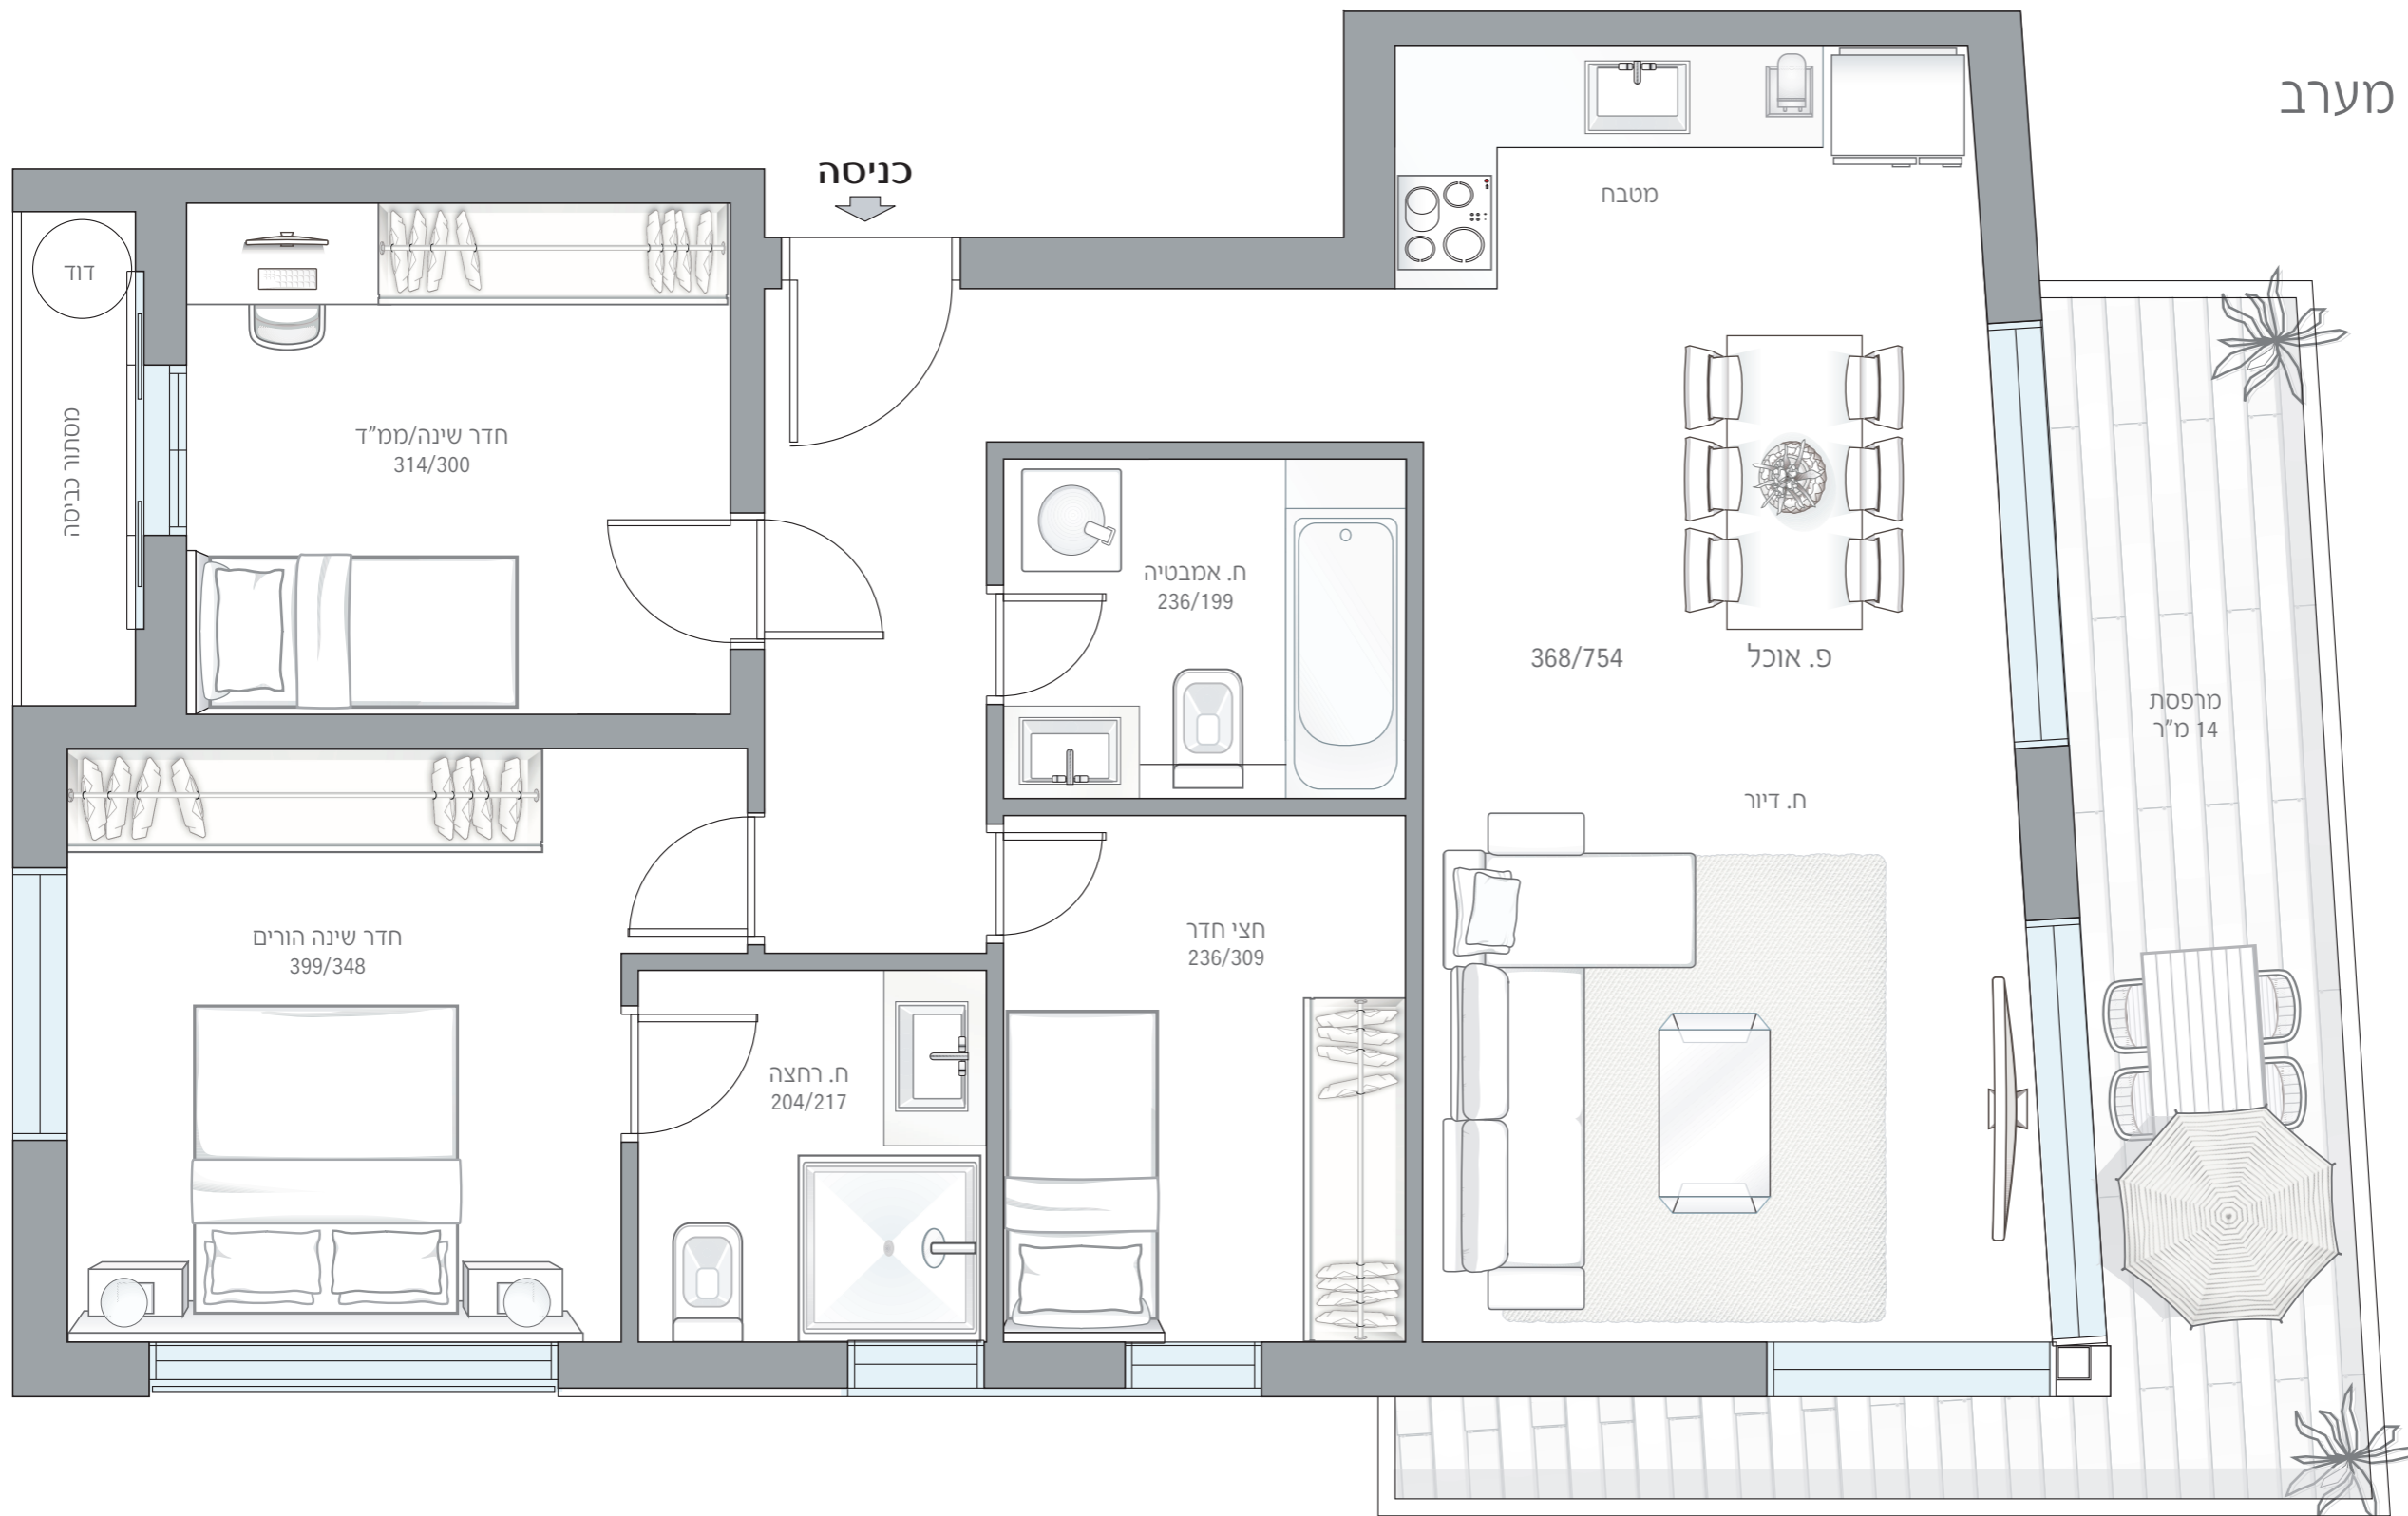 מערב
כניסה
מטבח
דוד
מסתור כביסה
חדר שינה/ממ"ד
314/300
ח. אמבטיה
236/199
368/754
פ. אוכל
מרפסת
14 מ"ר
ח. דיור
חדר שינה הורים
399/348
חצי חדר
236/309
ח. רחצה
204/217